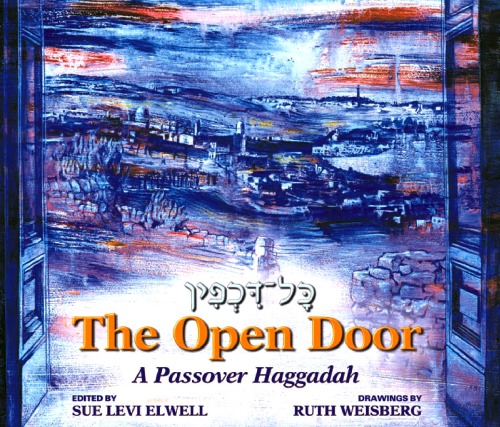 כָּל־דִּכְפִין
The Open Door
A Passover Haggadah
EDITED BY
SUE LEVI ELWELL
DRAWINGS BY
RUTH WEISBERG